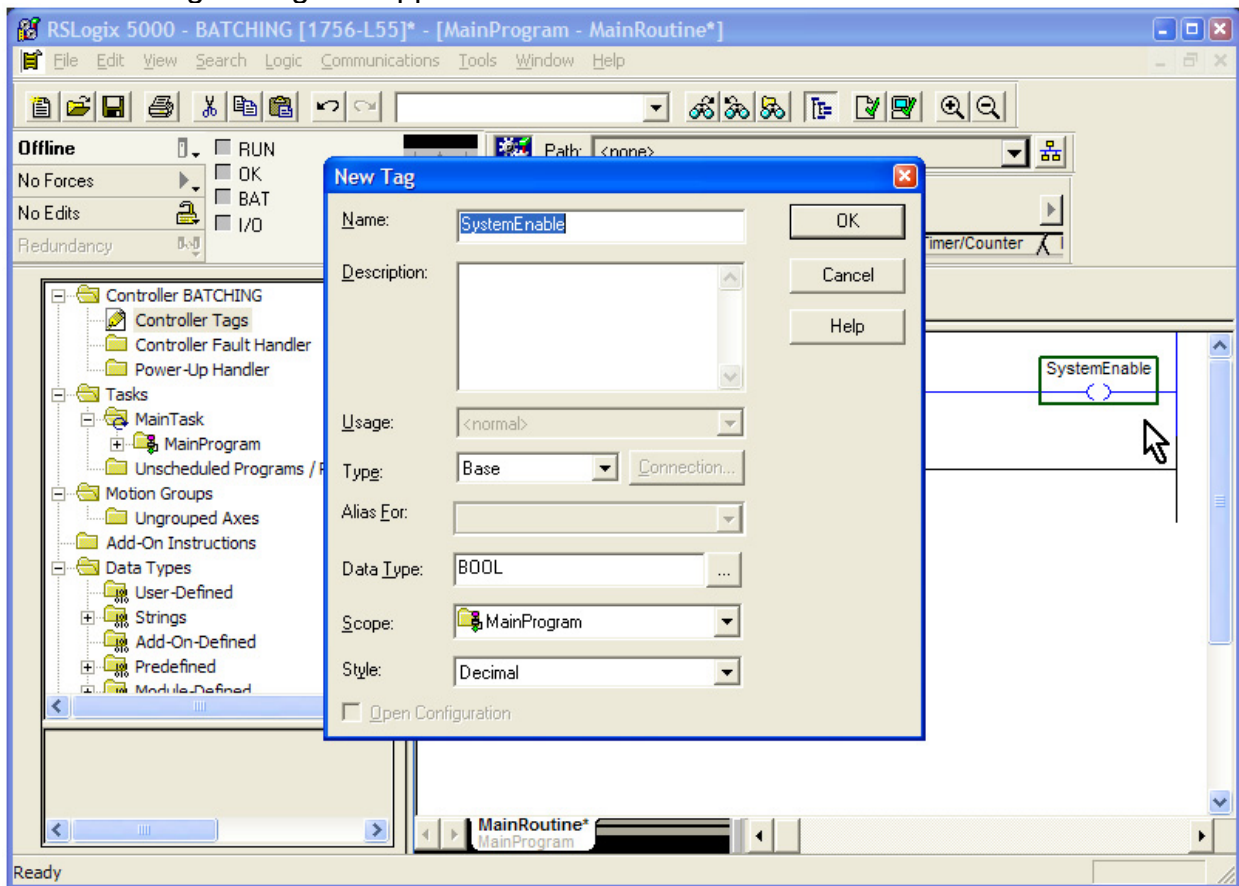 RSLogix 5000 - BATCHING [1756-L55]* - [MainProgram - MainRoutine*]
File Edit View Search Logic Communications Tools Window Help
Offline
RUN
Path: <none>
No Forces
OK
No Edits
BAT
I/O
Redundancy
Timer/Counter
New Tag
Name:
SystemEnable
OK
Description:
Cancel
Help
Usage:
<normal>
Type:
Base
Connection...
Alias For:
Data Type:
BOOL
...
Scope:
MainProgram
Style:
Decimal
Open Configuration
Controller BATCHING
Controller Tags
Controller Fault Handler
Power-Up Handler
Tasks
MainTask
MainProgram
Unscheduled Programs /
Motion Groups
Ungrouped Axes
Add-On Instructions
Data Types
User-Defined
Strings
Add-On-Defined
Predefined
Module-Defined
SystemEnable
MainRoutine*
MainProgram
Ready